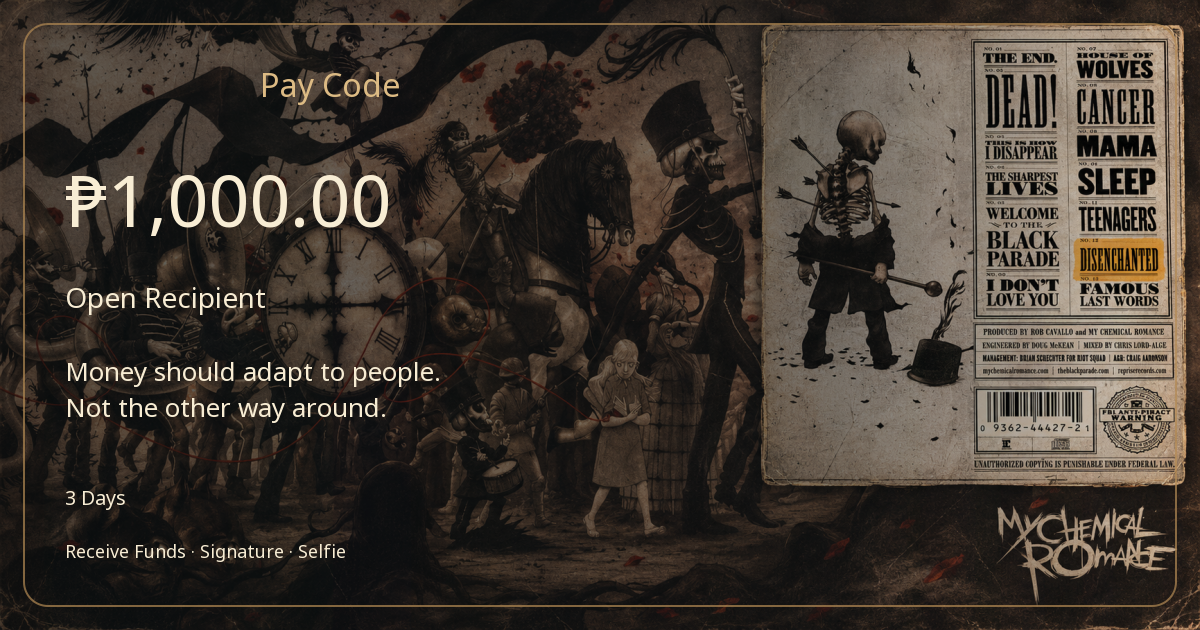 Pay Code
₱1,000.00
Open Recipient
Money should adapt to people.
Not the other way around.
3 Days
Receive Funds · Signature · Selfie
NO. 01
THE END.
NO. 02
DEAD!
NO. 03
THIS IS HOW
I DISAPPEAR
NO. 04
THE SHARPEST
LIVES
NO. 05
WELCOME
TO THE
BLACK
PARADE
I DON'T
LOVE YOU
NO. 07
HOUSE OF
WOLVES
NO. 08
CANCER
MAMA
SLEEP
NO. 11
TEENAGERS
NO. 12
DISENCHANTED
NO. 13
FAMOUS
LAST WORDS
PRODUCED BY ROB CAVALLO and MY CHEMICAL ROMANCE
ENGINEERED BY DOUG McKEAN | MIXED BY CHRIS LORD-ALGE
MANAGEMENT: BRIAN SCHECHTER FOR RIOT SQUAD | A&R: CRAIG AARONSON
mychemicalromance.com | theblackparade.com | repriserecords.com
0 9362-44427-2 1
FBI ANTI-PIRACY
WARNING
UNAUTHORIZED COPYING IS PUNISHABLE UNDER FEDERAL LAW.
MY CHEMICAL
ROMANCE